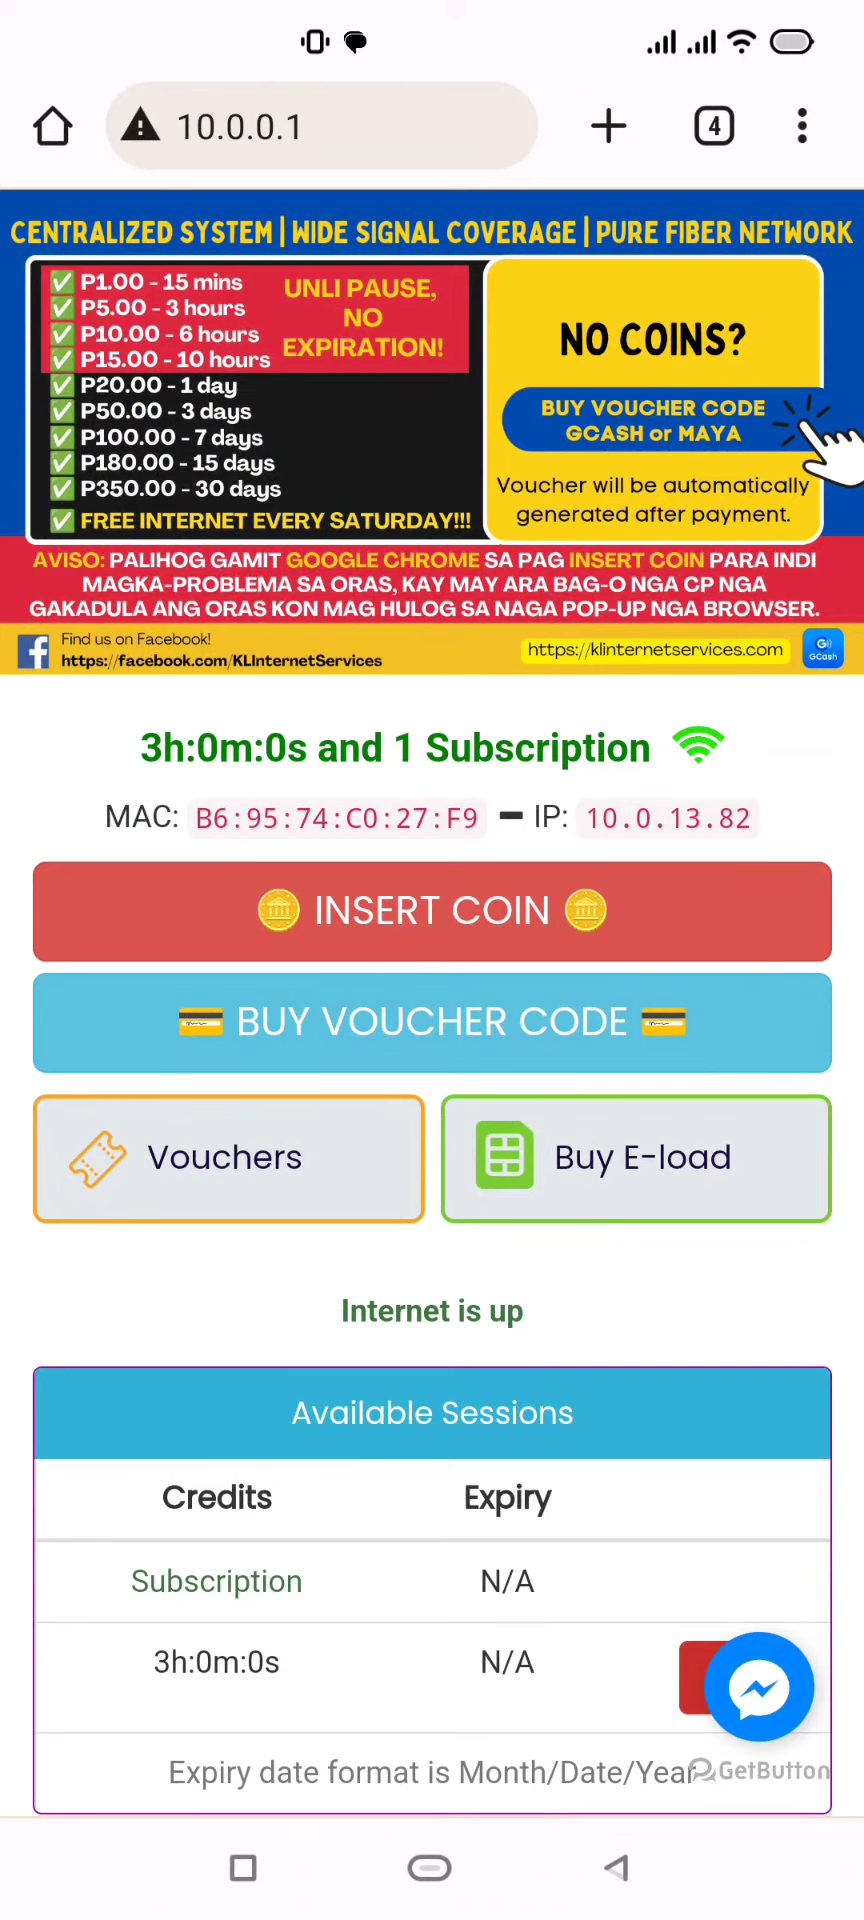 10.0.0.1
4
CENTRALIZED SYSTEM | WIDE SIGNAL COVERAGE | PURE FIBER NETWORK
P1.00 - 15 mins
P5.00 - 3 hours
P10.00 - 6 hours
P15.00 - 10 hours
P20.00 - 1 day
P50.00 - 3 days
P100.00 - 7 days
P180.00 - 15 days
P350.00 - 30 days
FREE INTERNET EVERY SATURDAY!!!
UNLI PAUSE,
NO
EXPIRATION!
NO COINS?
BUY VOUCHER CODE
GCASH or MAYA
Voucher will be automatically
generated after payment.
AVISO: PALIHOG GAMIT GOOGLE CHROME SA PAG INSERT COIN PARA INDI
MAGKA-PROBLEMA SA ORAS, KAY MAY ARA BAG-O NGA CP NGA
GAKADULA ANG ORAS KON MAG HULOG SA NAGA POP-UP NGA BROWSER.
Find us on Facebook!
https://facebook.com/KLInternetServices
https://klinternetservices.com
GCash
3h:0m:0s and 1 Subscription
MAC: B6:95:74:C0:27:F9 - IP: 10.0.13.82
INSERT COIN
BUY VOUCHER CODE
Vouchers
Buy E-load
Internet is up
Available Sessions
Credits Expiry
Subscription N/A
3h:0m:0s N/A
Expiry date format is Month/Date/Year
GetButton